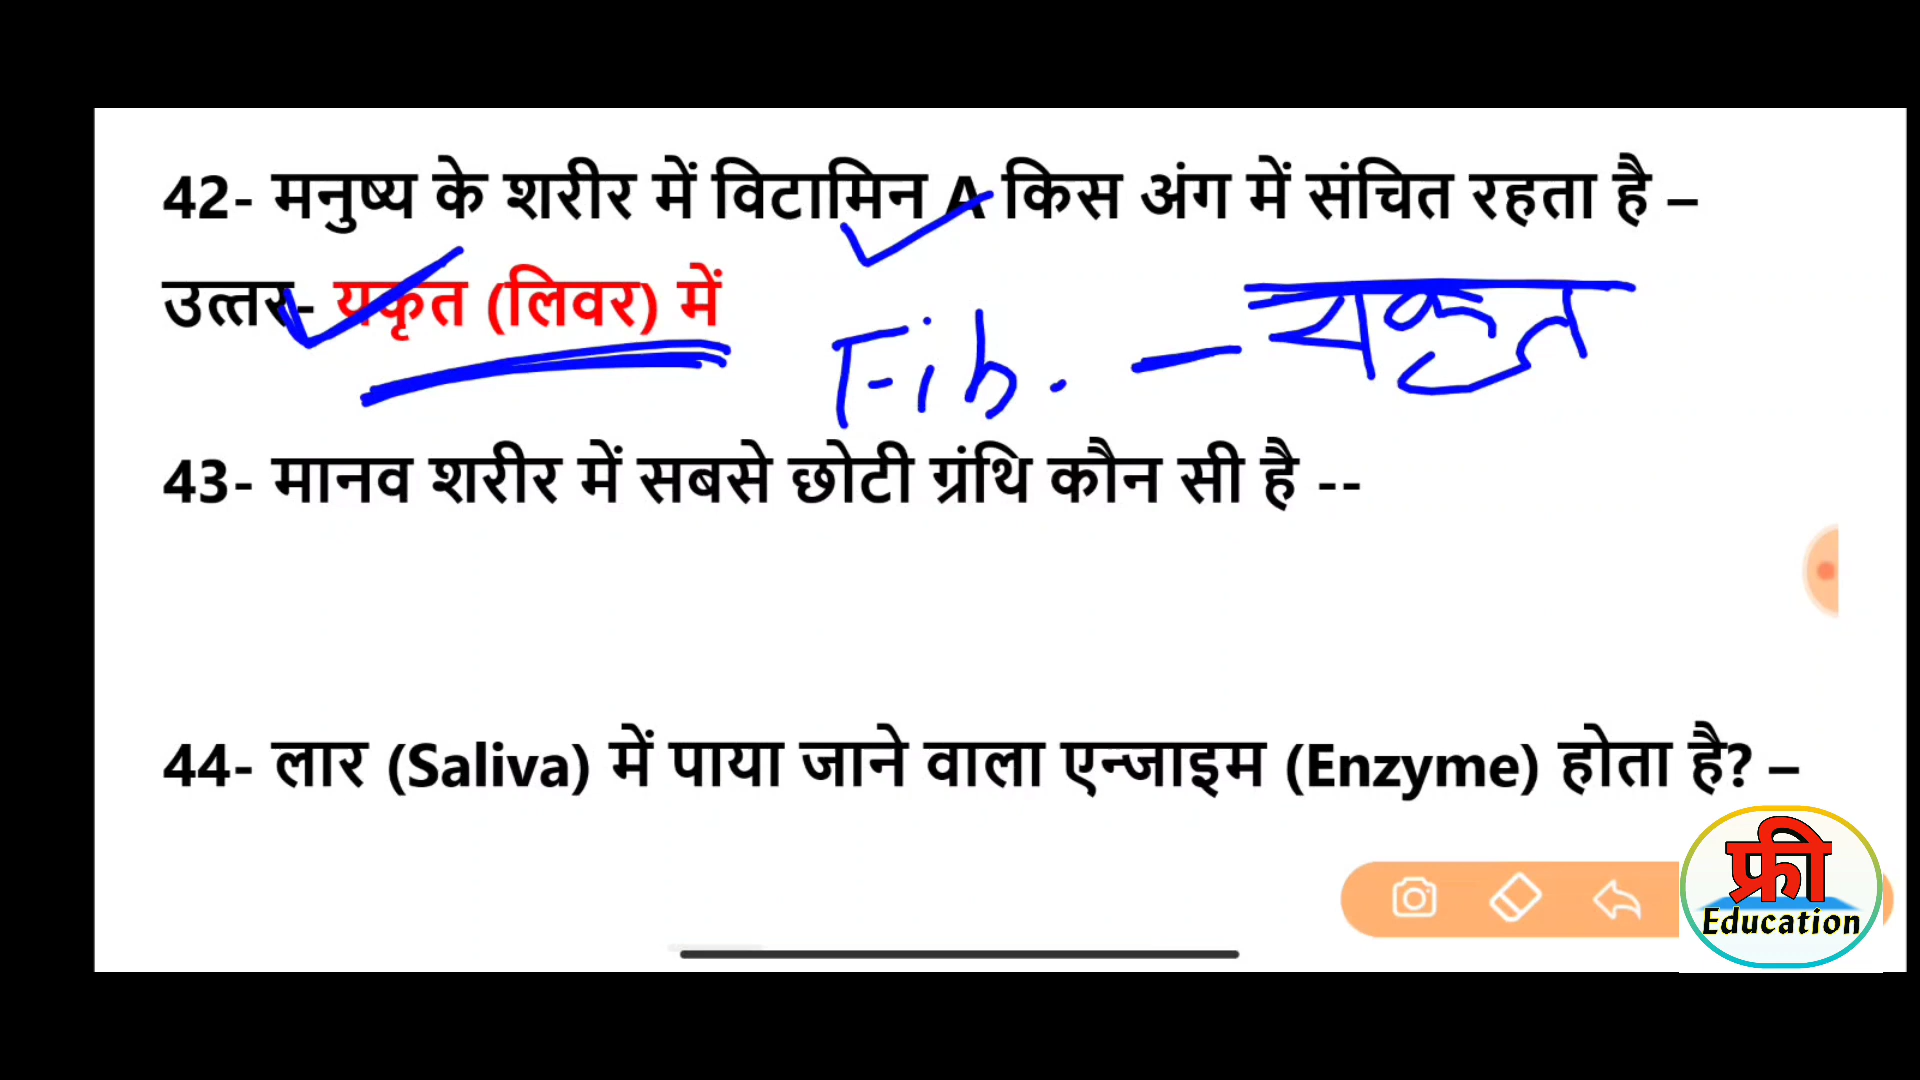 42- मनुष्य के शरीर में विटामिन A किस अंग में संचित रहता है –
उत्तर- यकृत (लिवर) में
Fib. – यकृत
43- मानव शरीर में सबसे छोटी ग्रंथि कौन सी है --
44- लार (Saliva) में पाया जाने वाला एन्जाइम (Enzyme) होता है? –
फ्री
Education